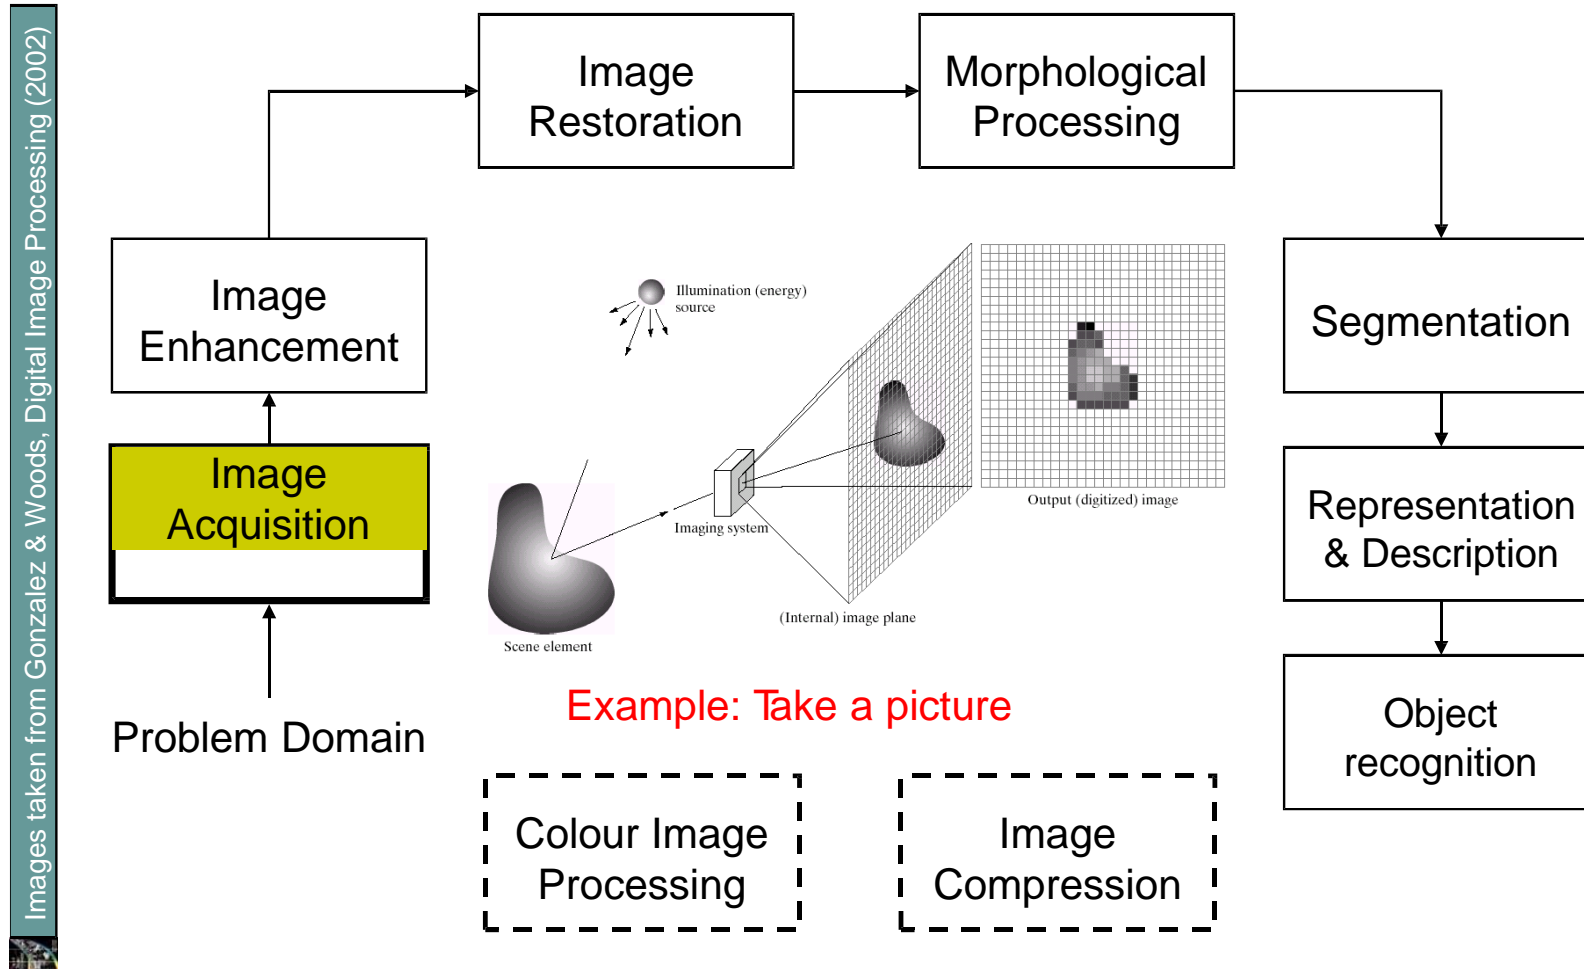 Images taken from Gonzalez & Woods, Digital Image Processing (2002)
Image
Restoration
Morphological
Processing
Image
Enhancement
Segmentation
Image
Acquisition
Representation
& Description
Problem Domain
Object
recognition
Illumination (energy)
source
Imaging system
Output (digitized) image
(Internal) image plane
Scene element
Example: Take a picture
Colour Image
Processing
Image
Compression